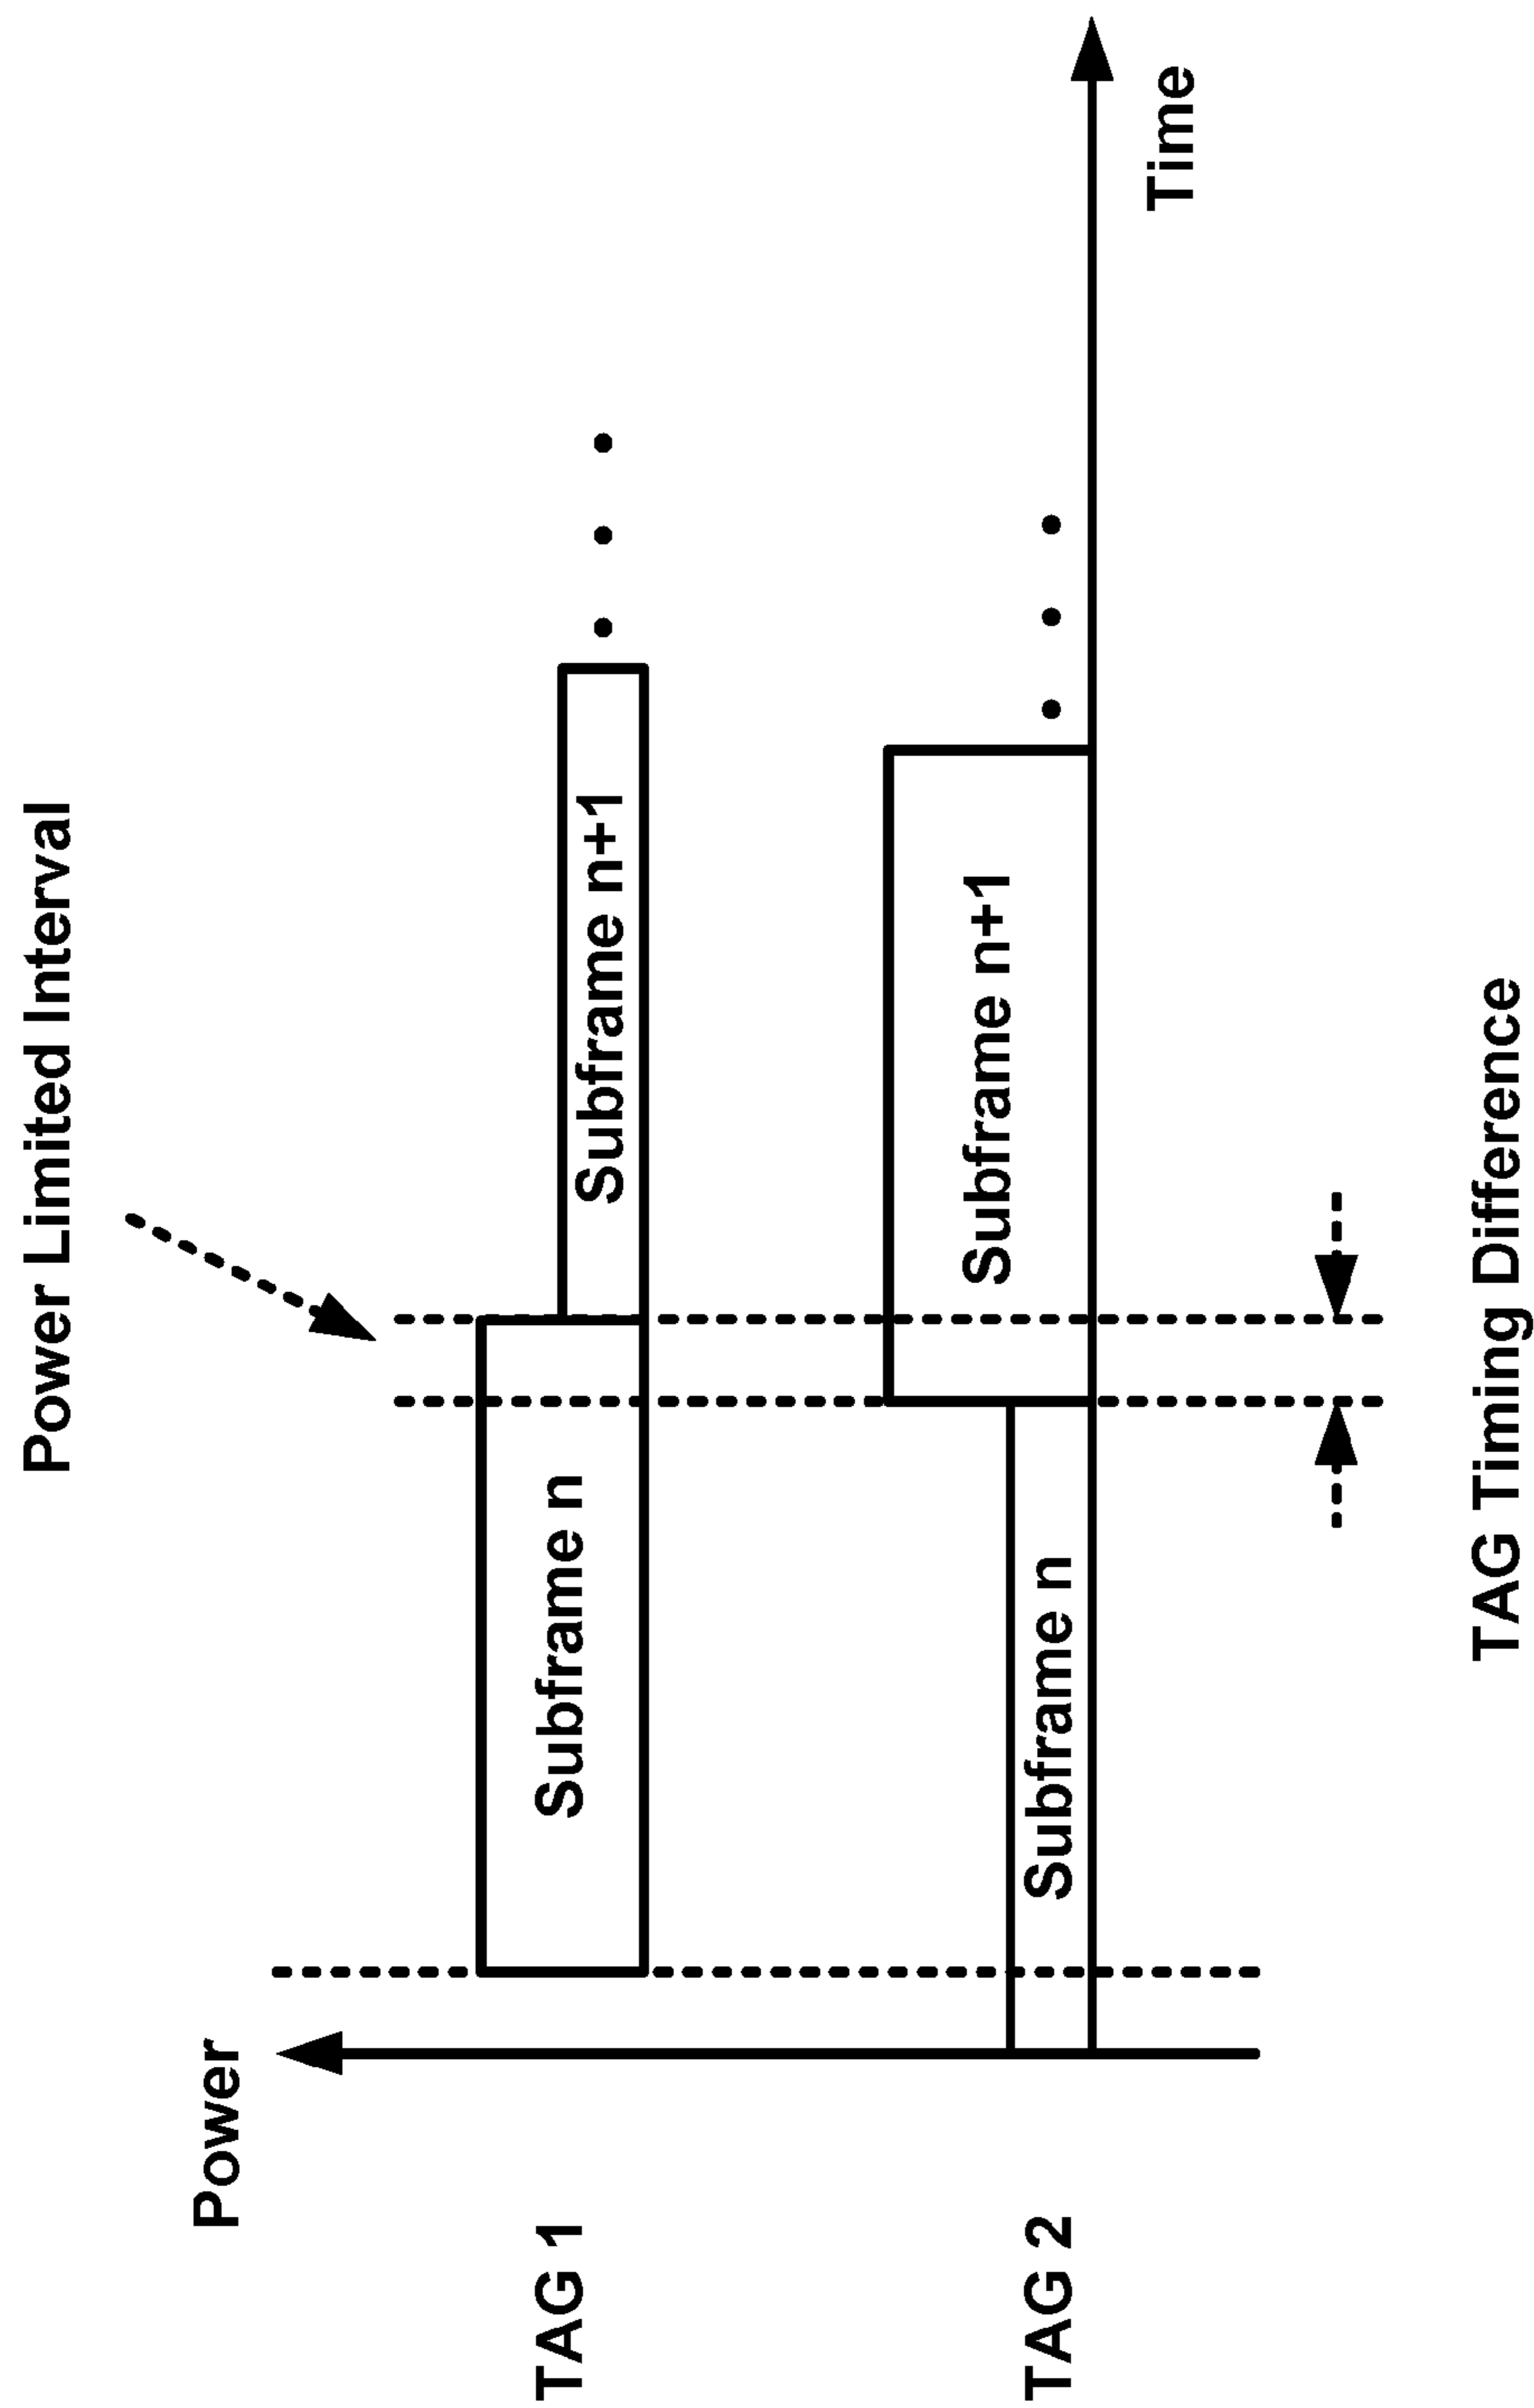 Power Limited Interval
Power
TAG 1
Subframe n
Subframe n+1
TAG 2
Subframe n
Subframe n+1
Time
TAG Timing Difference